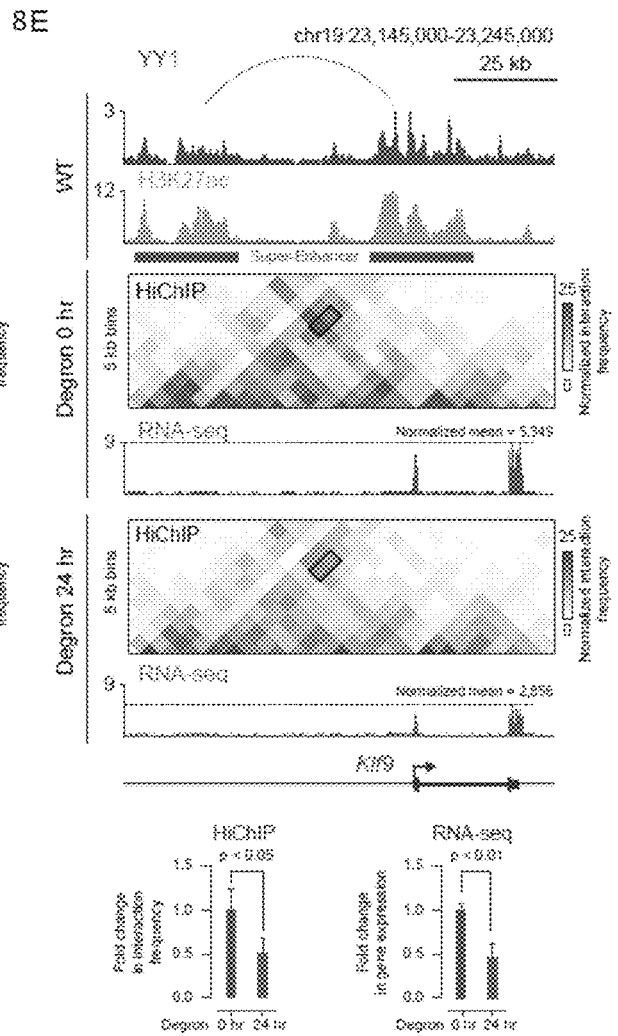 8E
chr19:23,145,000-23,245,000
YY1
25 kb
WT
3
H3K27ac
12
Super-Enhancer
Degron 0 hr
HiChIP
5 kb bins
25
0
Normalized interaction
frequency
frequency
9
RNA-seq
Normalized mean = 5,349
Degron 24 hr
HiChIP
5 kb bins
25
0
Normalized interaction
frequency
frequency
9
RNA-seq
Normalized mean = 2,856
Klf9
HiChIP
p < 0.05
Fold change
in interaction
frequency
1.5
1.0
0.5
0.0
Degron 0 hr 24 hr
RNA-seq
p < 0.01
Fold change
in gene expression
1.5
1.0
0.5
0.0
Degron 0 hr 24 hr